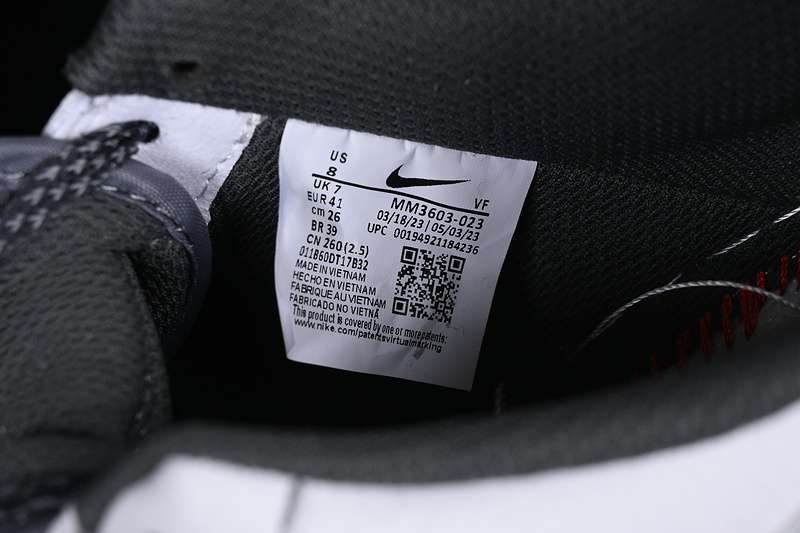 US
8
UK 7
EUR 41
cm 26
BR 39
CN 260 (2.5)
011B60DT17B32
MADE IN VIETNAM
HECHO EN VIETNAM
FABRIQUE AU VIETNAM
FABRICADO NO VIETNÃ
This product is covered by one or more patents:
www.nike.com/patentsvirtualmarking
VF
MM3603-023
03/18/23 | 05/03/23
UPC 00194921184236